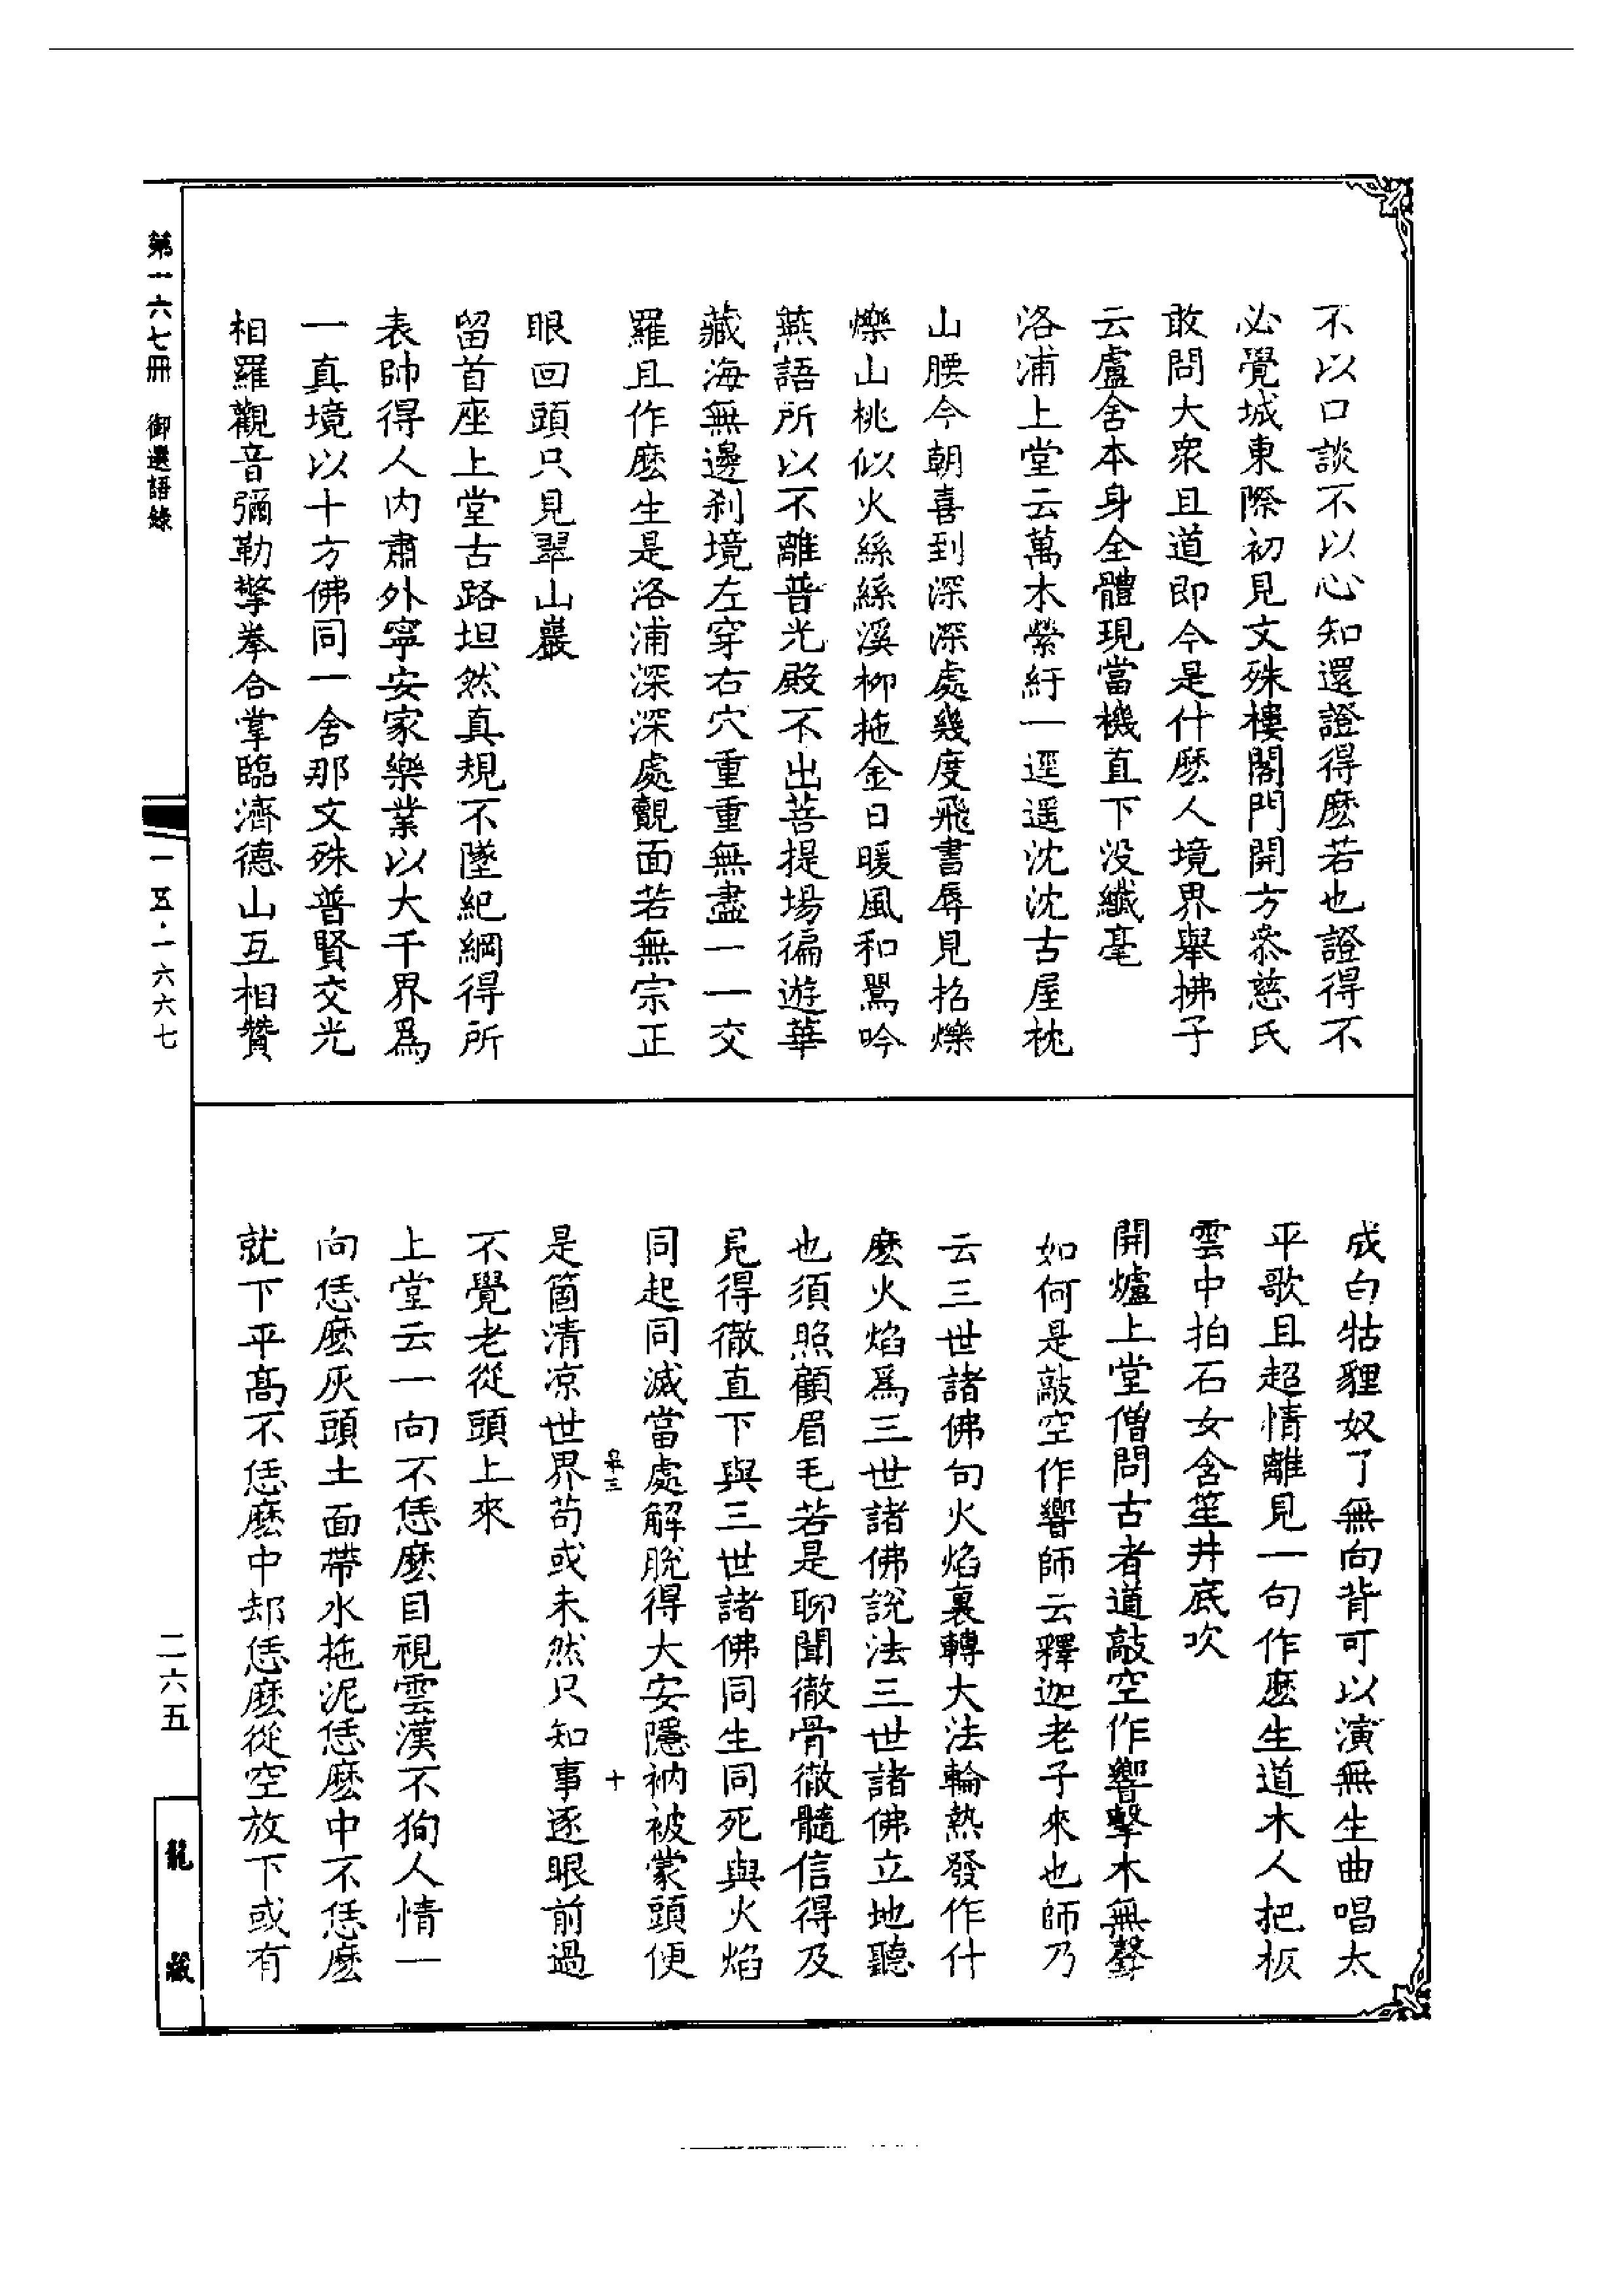 不以口談不以心知還證得麽若也證得不
必覺城東際初見文殊樓閣門開方叅慈氏
敢問大衆且道即今是什麽人境界舉拂子
云盧舍本身全體現當機直下没纖毫
洛浦上堂云萬木縈紆一逕遥沈沈古屋枕
山腰今朝喜到深深處幾度飛書辱見招爍
爍山桃似火絲絲溪柳拖金日暖風和鶯吟
燕語所以不離普光殿不出菩提場徧遊華
藏海無邊刹境左穿右穴重重無盡一一交
羅且作麽生是洛浦深深處覿面若無宗正
眼回頭只見翠山巖
留首座上堂古路坦然真規不墜紀綱得所
表帥得人内肅外寧安家樂業以大千界爲
一真境以十方佛同一舍那文殊普賢交光
相羅觀音彌勒擎拳合掌臨濟德山互相贊
成白牯貍奴了無向背可以演無生曲唱太
平歌且超情離見一句作麽生道木人把板
雲中拍石女含笙井底吹
開爐上堂僧問古者道敲空作響擊木無聲
如何是敲空作響師云釋迦老子來也師乃
云三世諸佛句火焰裏轉大法輪熱發作什
麽火焰爲三世諸佛說法三世諸佛立地聽
也須照顧眉毛若是聊聞徹骨徹髓信得及
見得徹直下與三世諸佛同生同死與火焰
同起同滅當處解脫得大安隱衲被蒙頭便
是箇清凉世界苟或未然只知事逐眼前過
不覺老從頭上來
上堂云一向不恁麽目視雲漢不狥人情一
向恁麽灰頭土面帶水拖泥恁麽中不恁麽
就下平髙不恁麽中却恁麽從空放下或有
十
第一六七冊 御選語錄
一五·一六六七
二六五
龍藏